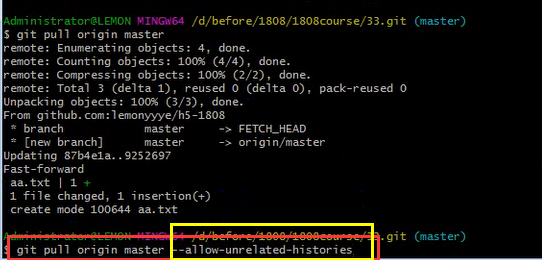 Administrator@LEMON MINGW64 /d/before/1808/1808course/33.git (master)
$ git pull origin master
remote: Enumerating objects: 4, done.
remote: Counting objects: 100% (4/4), done.
remote: Compressing objects: 100% (2/2), done.
remote: Total 3 (delta 1), reused 0 (delta 0), pack-reused 0
Unpacking objects: 100% (3/3), done.
From github.com:lemonyyye/h5-1808
 * branch            master     -> FETCH_HEAD
 * [new branch]      master     -> origin/master
Updating 87b4e1a..9252697
Fast-forward
 aa.txt | 1 +
 1 file changed, 1 insertion(+)
 create mode 100644 aa.txt
Administrator@LEMON MINGW64 /d/before/1808/1808course/33.git (master)
$ git pull origin master --allow-unrelated-histories